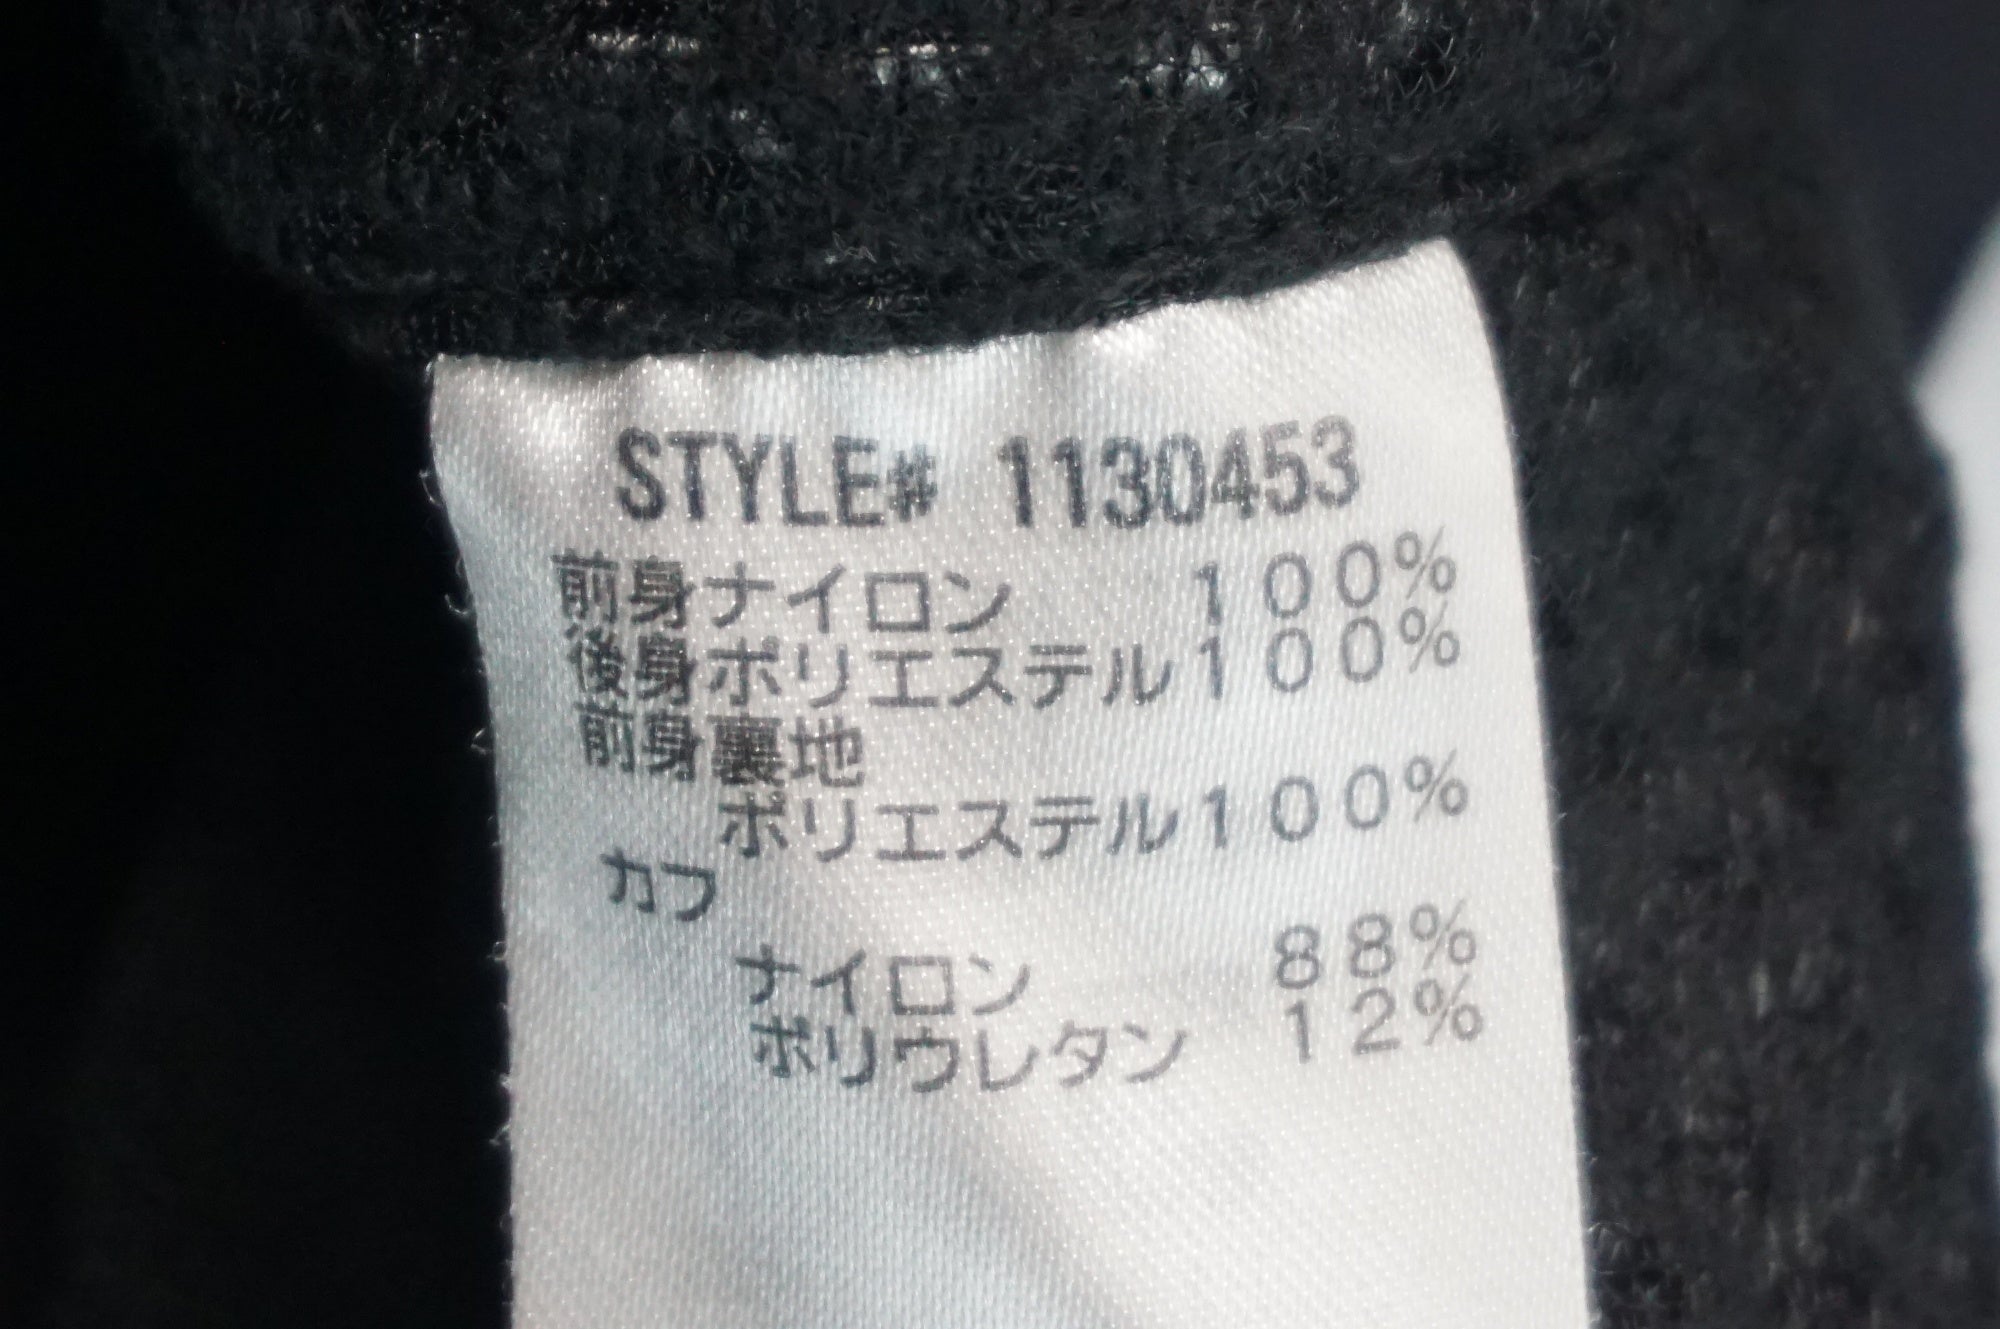 STYLE# 1130453
前身ナイロン 100%
後身ポリエステル100%
前身裏地
ポリエステル100%
カフ
ナイロン 88%
ポリウレタン 12%